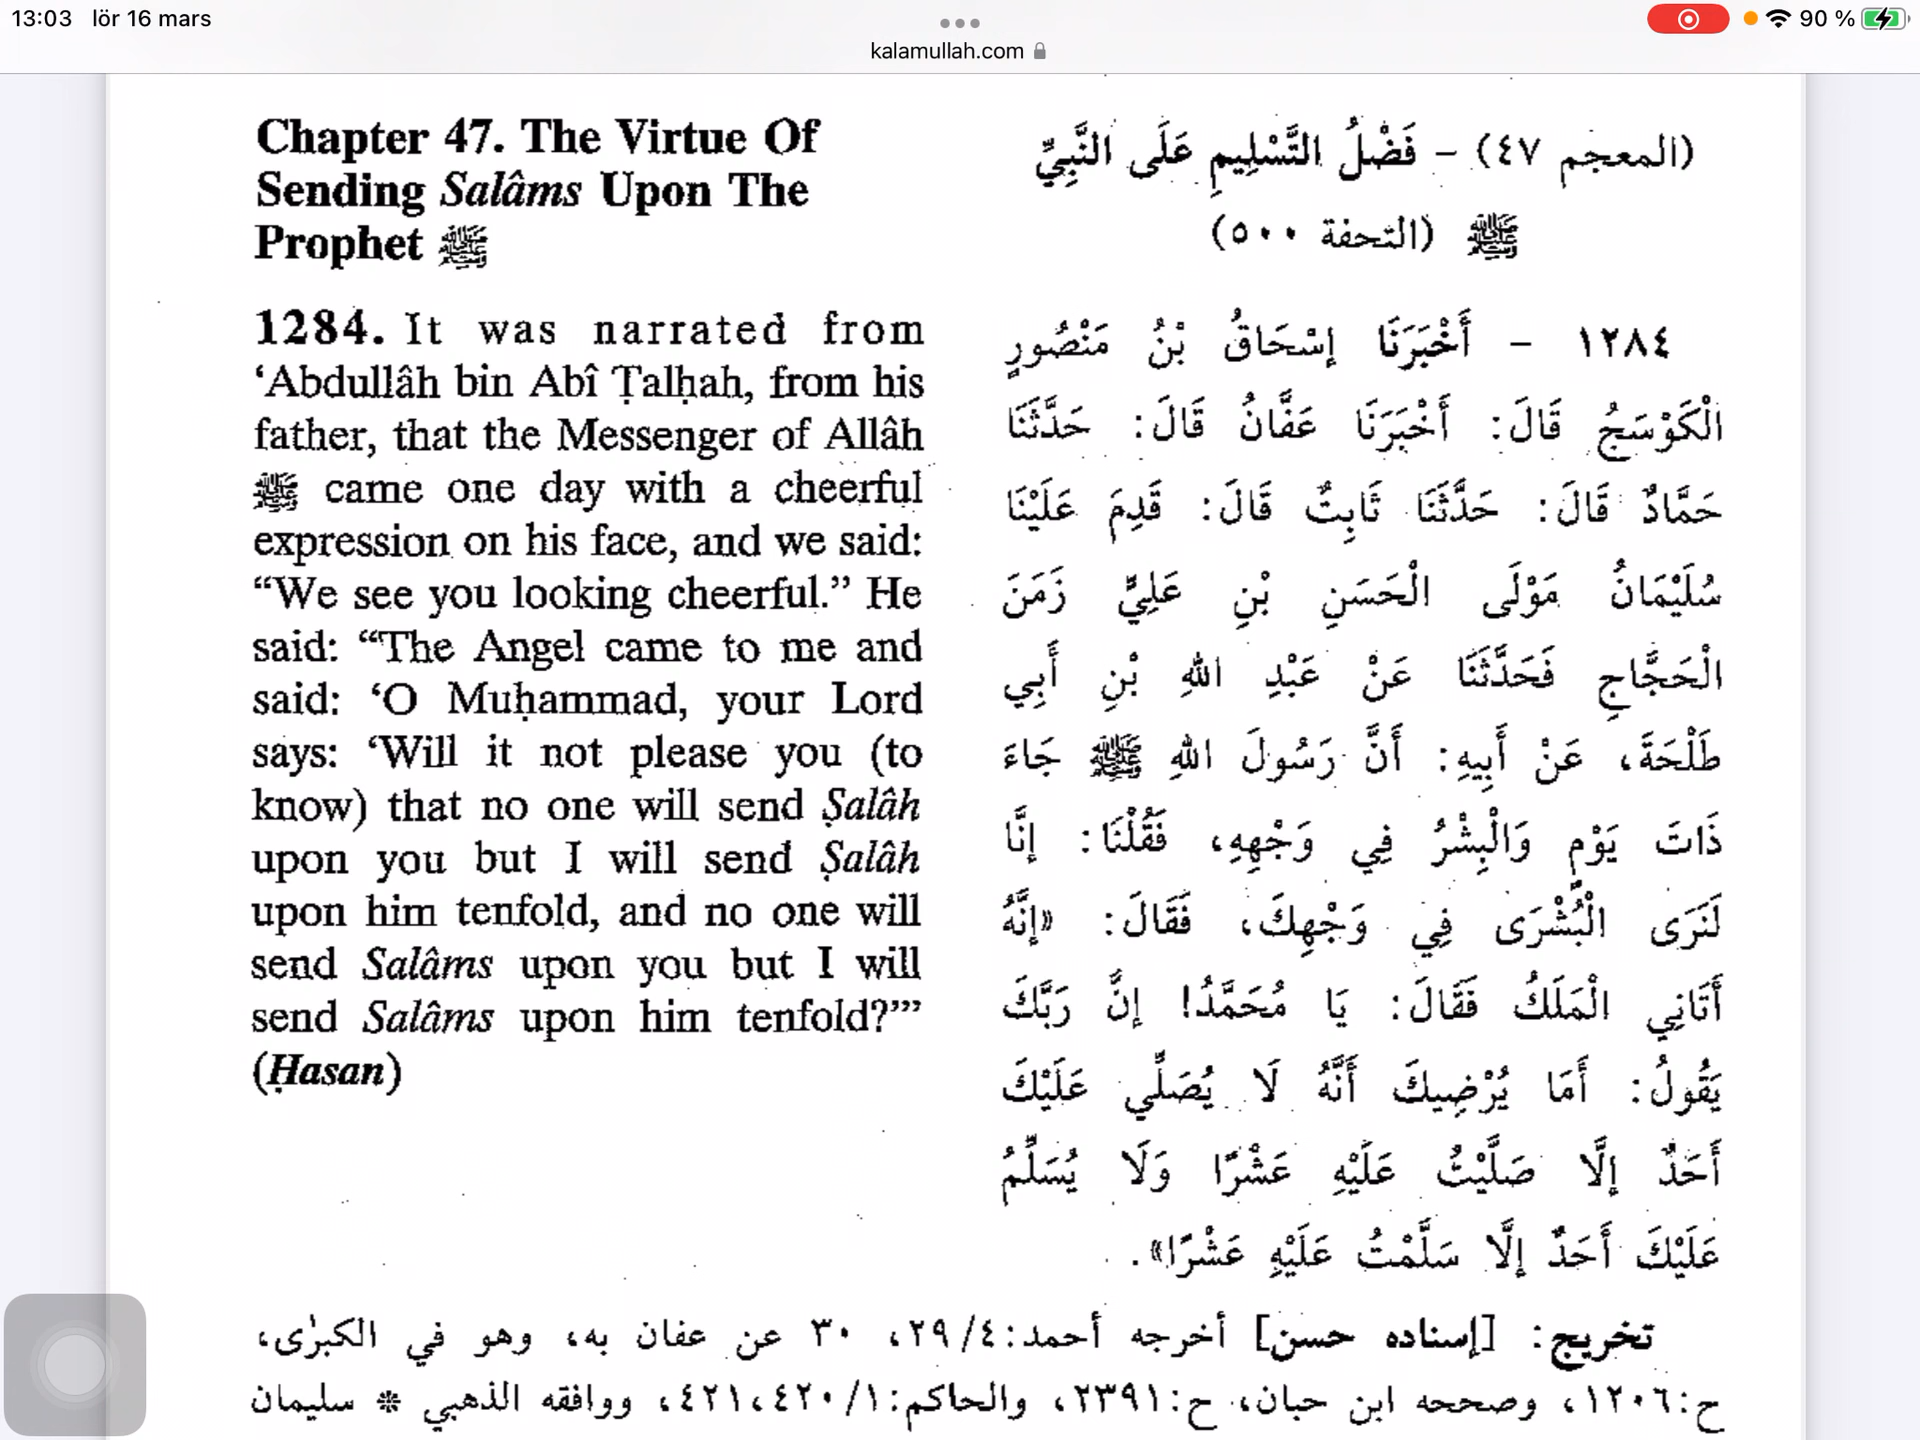 13:03 lör 16 mars
90 %
kalamullah.com
Chapter 47. The Virtue Of
Sending Salâms Upon The
Prophet ﷺ
1284. It was narrated from
‘Abdullâh bin Abî Ṭalḥah, from his
father, that the Messenger of Allâh
ﷺ came one day with a cheerful
expression on his face, and we said:
“We see you looking cheerful.” He
said: “The Angel came to me and
said: ‘O Muḥammad, your Lord
says: ‘Will it not please you (to
know) that no one will send Ṣalâh
upon you but I will send Ṣalâh
upon him tenfold, and no one will
send Salâms upon you but I will
send Salâms upon him tenfold?’”
(Ḥasan)
(المعجم ٤٧) – فَضْلُ التَّسْلِيمِ عَلَى النَّبِيِّ
ﷺ (التحفة ٥٠٠)
١٢٨٤ – أَخْبَرَنَا إِسْحَاقُ بْنُ مَنْصُورٍ
الْكَوْسَجُ قَالَ: أَخْبَرَنَا عَفَّانُ قَالَ: حَدَّثَنَا
حَمَّادٌ قَالَ: حَدَّثَنَا ثَابِتٌ قَالَ: قَدِمَ عَلَيْنَا
سُلَيْمَانُ مَوْلَى الْحَسَنِ بْنِ عَلِيٍّ زَمَنَ
الْحَجَّاجِ فَحَدَّثَنَا عَنْ عَبْدِ اللهِ بْنِ أَبِي
طَلْحَةَ، عَنْ أَبِيهِ: أَنَّ رَسُولَ اللهِ ﷺ جَاءَ
ذَاتَ يَوْمٍ وَالْبِشْرُ فِي وَجْهِهِ، فَقُلْنَا: إِنَّا
لَنَرَى الْبُشْرَى فِي وَجْهِكَ، فَقَالَ: «إِنَّهُ
أَتَانِي الْمَلَكُ فَقَالَ: يَا مُحَمَّدُ! إِنَّ رَبَّكَ
يَقُولُ: أَمَا يُرْضِيكَ أَنَّهُ لَا يُصَلِّي عَلَيْكَ
أَحَدٌ إِلَّا صَلَّيْتُ عَلَيْهِ عَشْرًا وَلَا يُسَلِّمُ
عَلَيْكَ أَحَدٌ إِلَّا سَلَّمْتُ عَلَيْهِ عَشْرًا».
تخريج: [إسناده حسن] أخرجه أحمد: ٤/ ٢٩، ٣٠ عن عفان به، وهو في الكبرٰى،
ح: ١٢٠٦، وصححه ابن حبان، ح: ٢٣٩١، والحاكم: ١/ ٤٢٠، ٤٢١، ووافقه الذهبي * سليمان